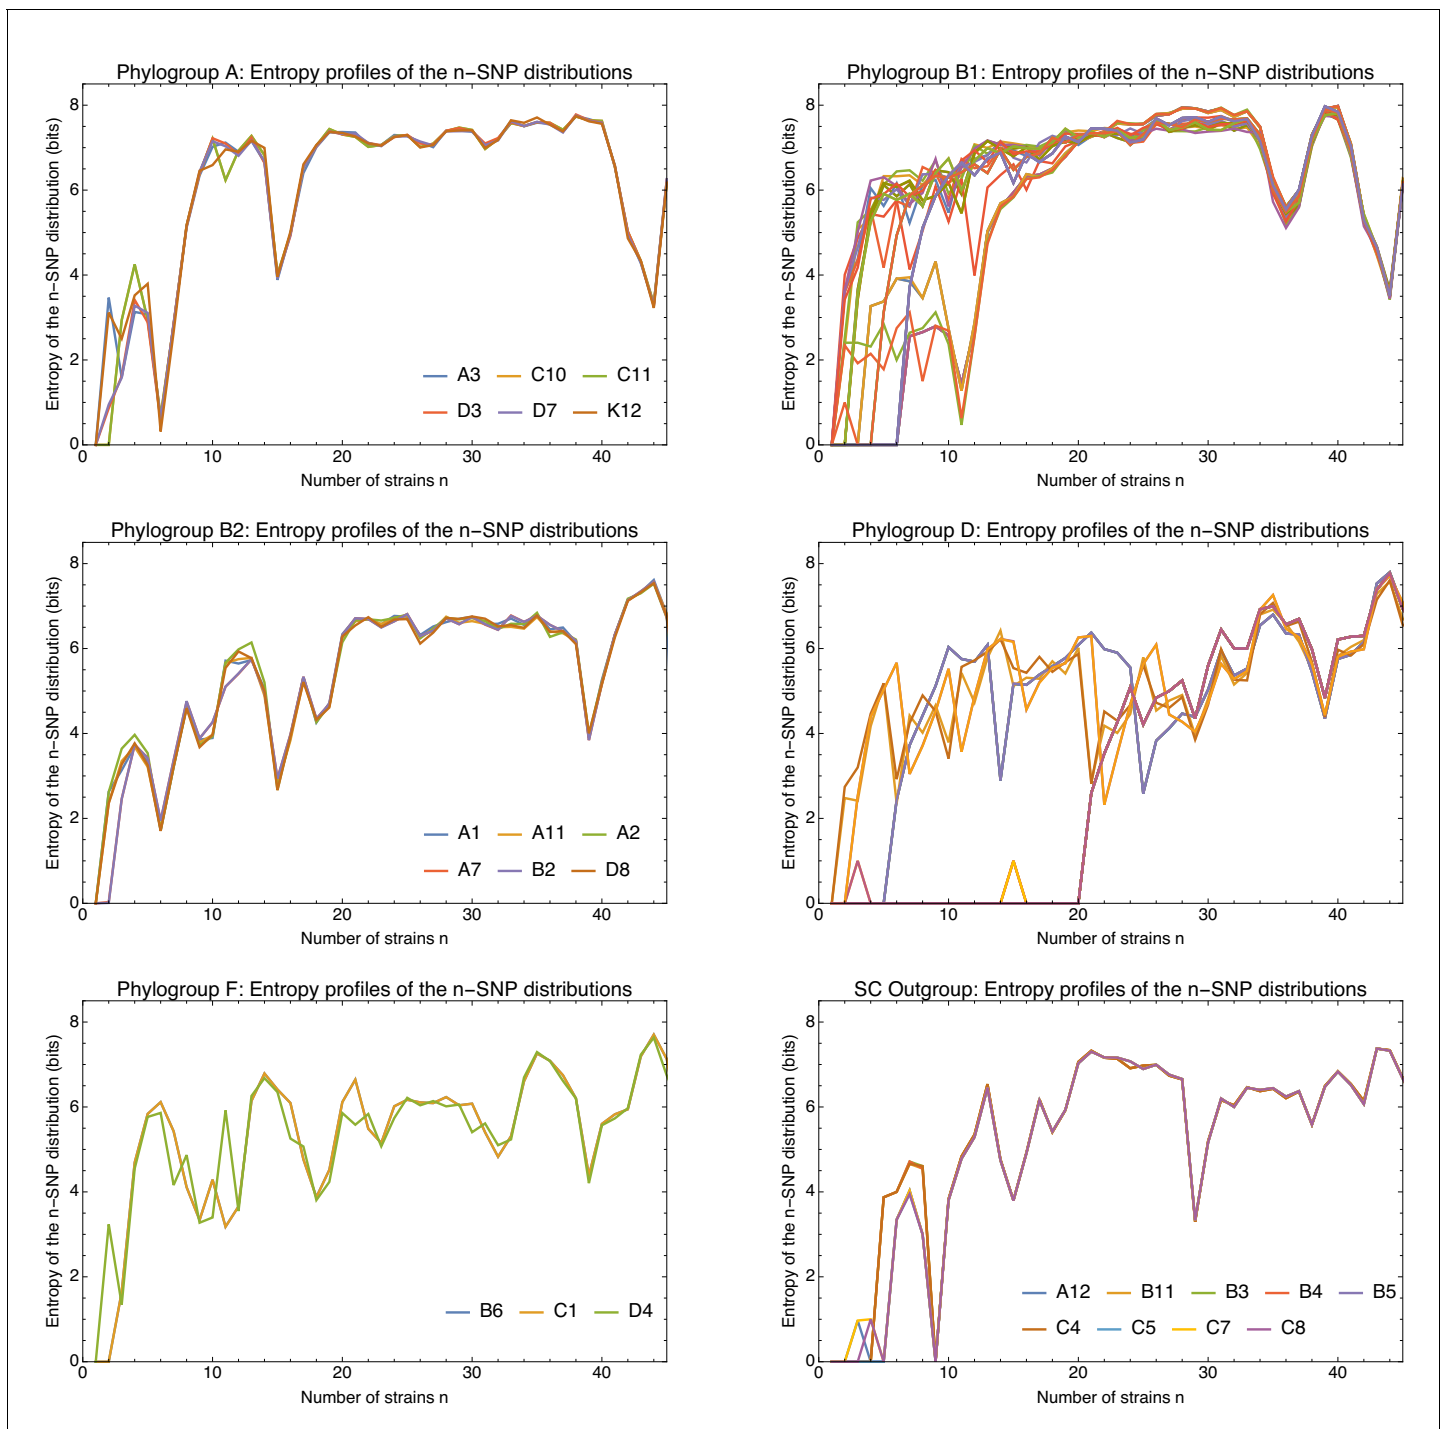 Phylogroup A: Entropy profiles of the n−SNP distributions
Entropy of the n−SNP distribution (bits)
8
6
4
2
0
A3 C10 C11
D3 D7 K12
0 10 20 30 40
Number of strains n
Phylogroup B1: Entropy profiles of the n−SNP distributions
Entropy of the n−SNP distribution (bits)
8
6
4
2
0
0 10 20 30 40
Number of strains n
Phylogroup B2: Entropy profiles of the n−SNP distributions
Entropy of the n−SNP distribution (bits)
8
6
4
2
0
A1 A11 A2
A7 B2 D8
0 10 20 30 40
Number of strains n
Phylogroup D: Entropy profiles of the n−SNP distributions
Entropy of the n−SNP distribution (bits)
8
6
4
2
0
0 10 20 30 40
Number of strains n
Phylogroup F: Entropy profiles of the n−SNP distributions
Entropy of the n−SNP distribution (bits)
8
6
4
2
0
B6 C1 D4
0 10 20 30 40
Number of strains n
SC Outgroup: Entropy profiles of the n−SNP distributions
Entropy of the n−SNP distribution (bits)
8
6
4
2
0
A12 B11 B3 B4 B5
C4 C5 C7 C8
0 10 20 30 40
Number of strains n